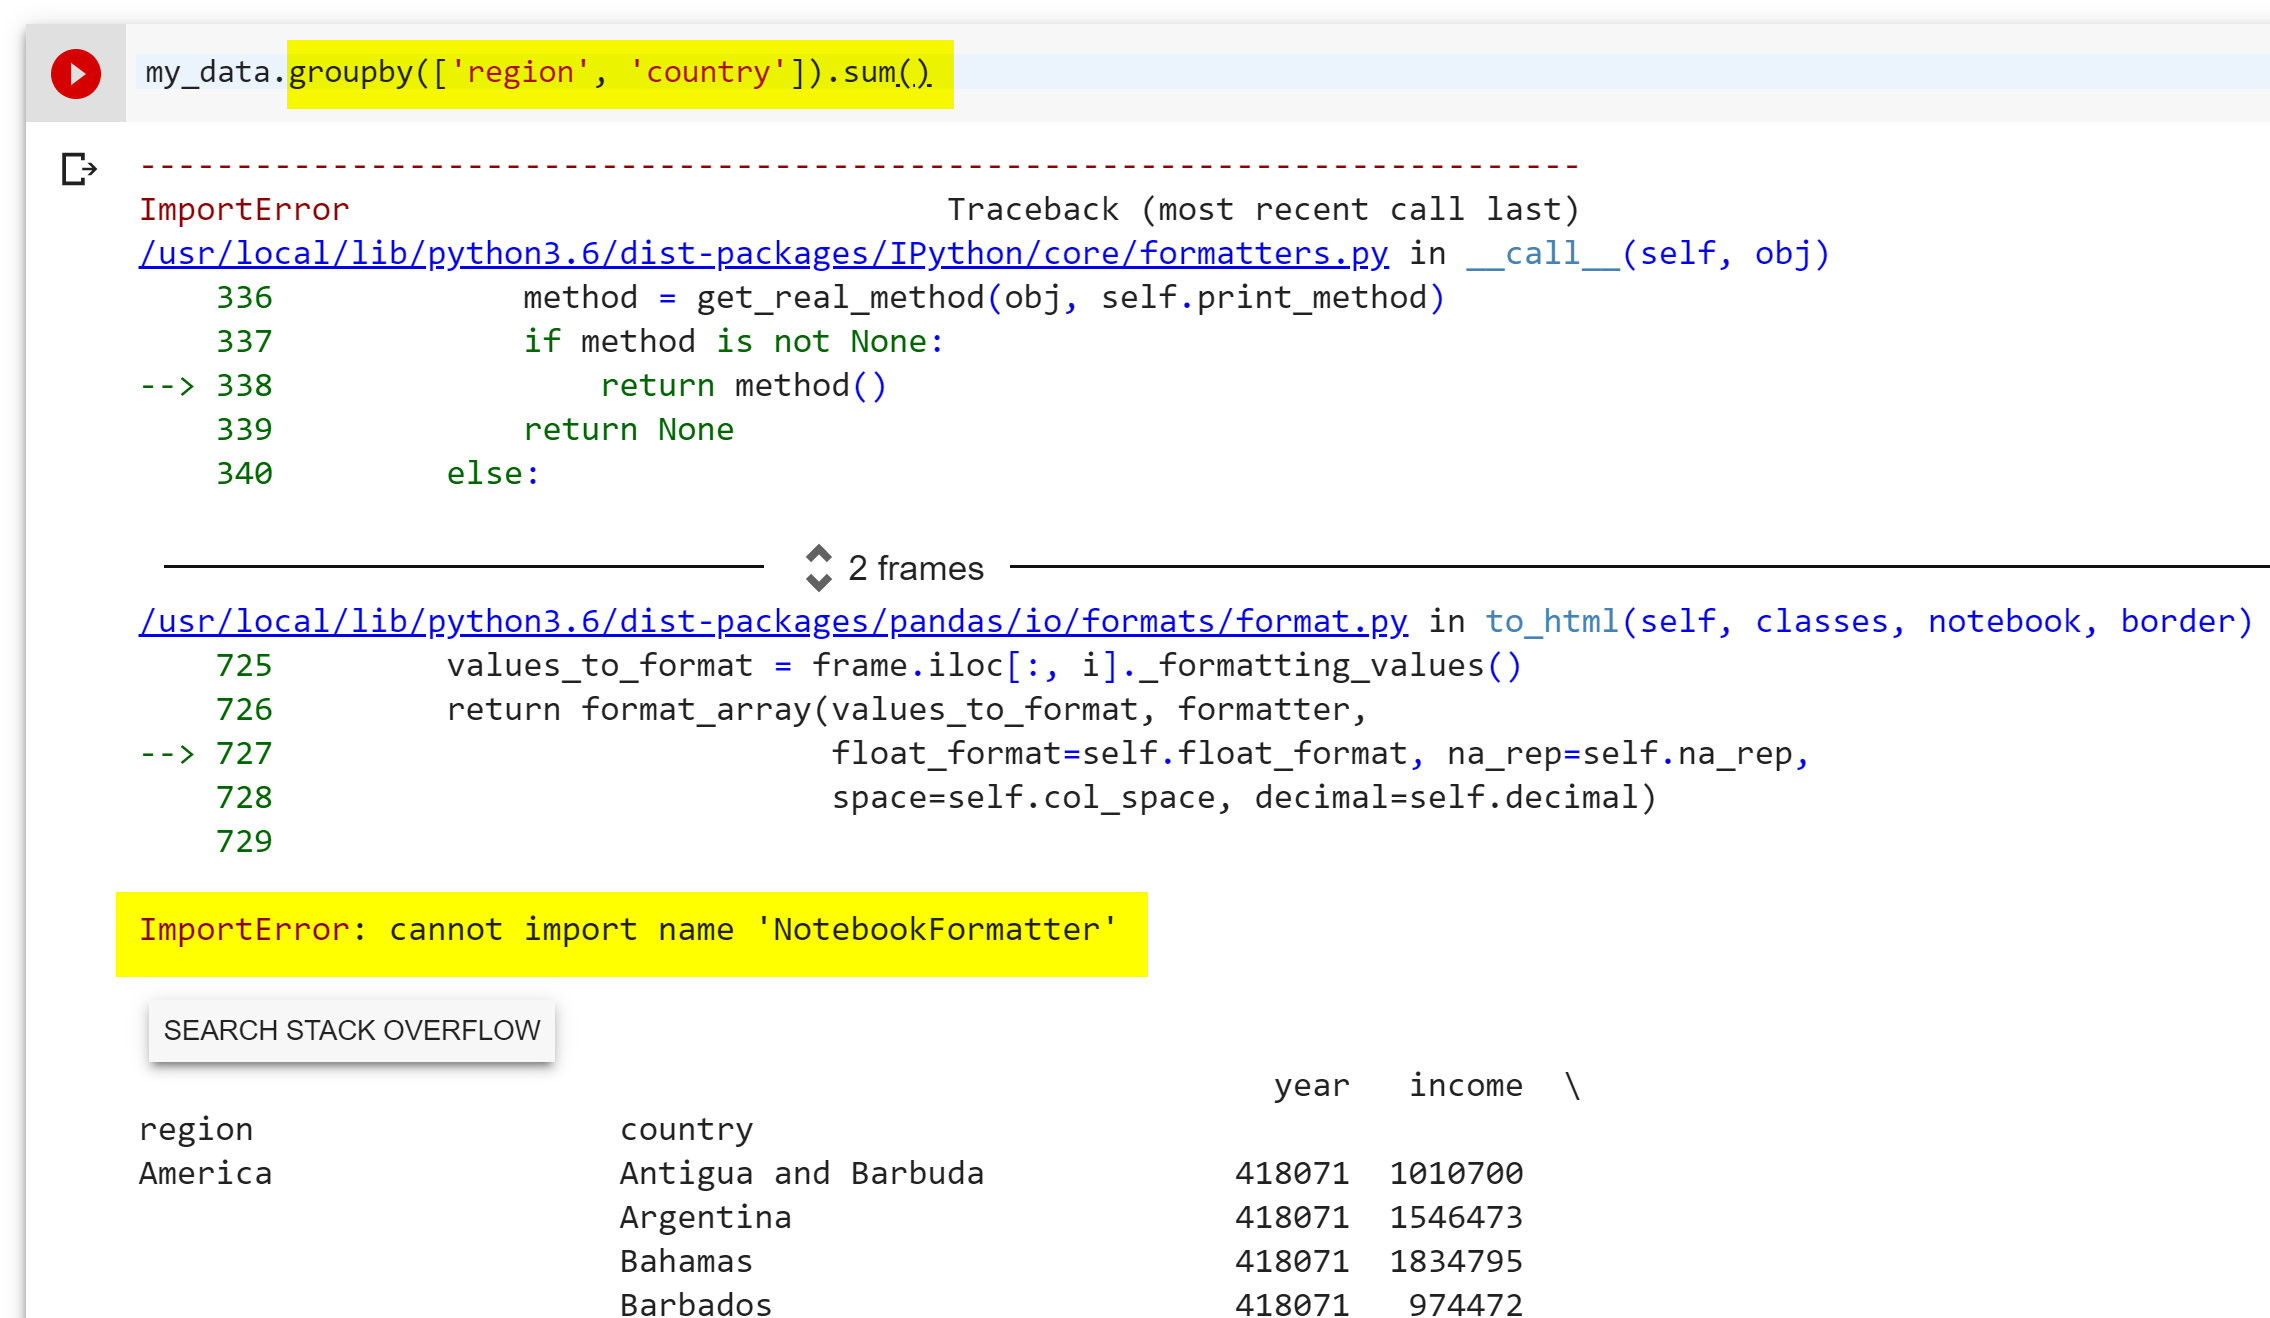 my_data.groupby(['region', 'country']).sum()
---------------------------------------------------------------------------
ImportError                               Traceback (most recent call last)
/usr/local/lib/python3.6/dist-packages/IPython/core/formatters.py in __call__(self, obj)
    336             method = get_real_method(obj, self.print_method)
    337             if method is not None:
--> 338                 return method()
    339             return None
    340         else:
2 frames
/usr/local/lib/python3.6/dist-packages/pandas/io/formats/format.py in to_html(self, classes, notebook, border)
    725         values_to_format = frame.iloc[:, i]._formatting_values()
    726         return format_array(values_to_format, formatter,
--> 727                             float_format=self.float_format, na_rep=self.na_rep,
    728                             space=self.col_space, decimal=self.decimal)
    729
ImportError: cannot import name 'NotebookFormatter'
SEARCH STACK OVERFLOW
                                                           year   income  \
region                   country
America                  Antigua and Barbuda             418071  1010700
                         Argentina                       418071  1546473
                         Bahamas                         418071  1834795
                         Barbados                        418071   974472